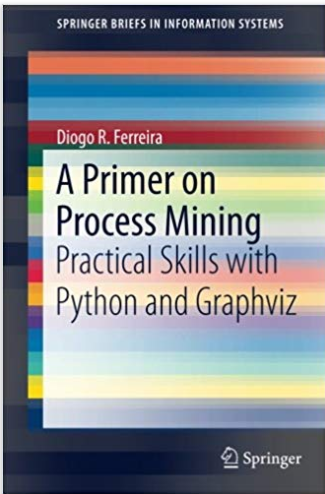 SPRINGER BRIEFS IN INFORMATION SYSTEMS
Diogo R. Ferreira
A Primer on
Process Mining
Practical Skills with
Python and Graphviz
Springer